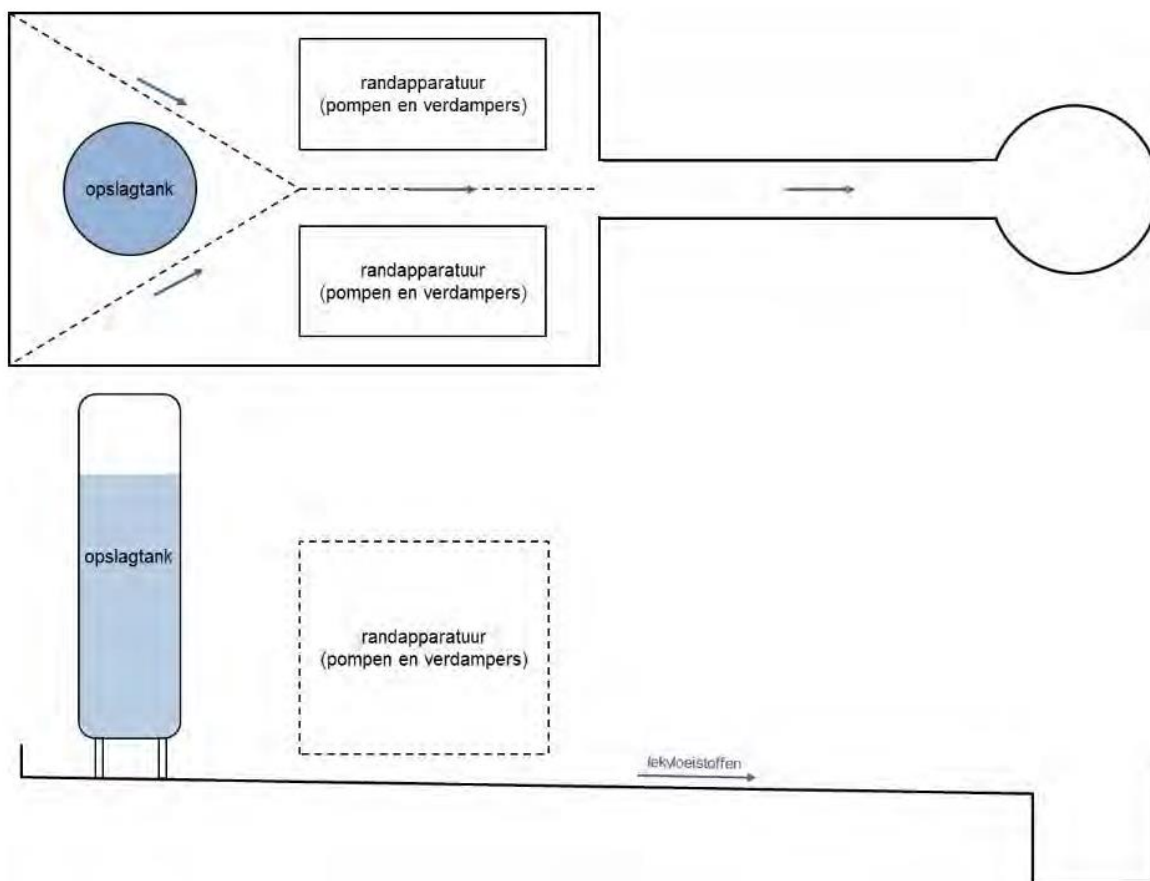 randapparatuur
(pompen en verdampers)
opslagtank
randapparatuur
(pompen en verdampers)
opslagtank
randapparatuur
(pompen en verdampers)
lekvloeistoffen